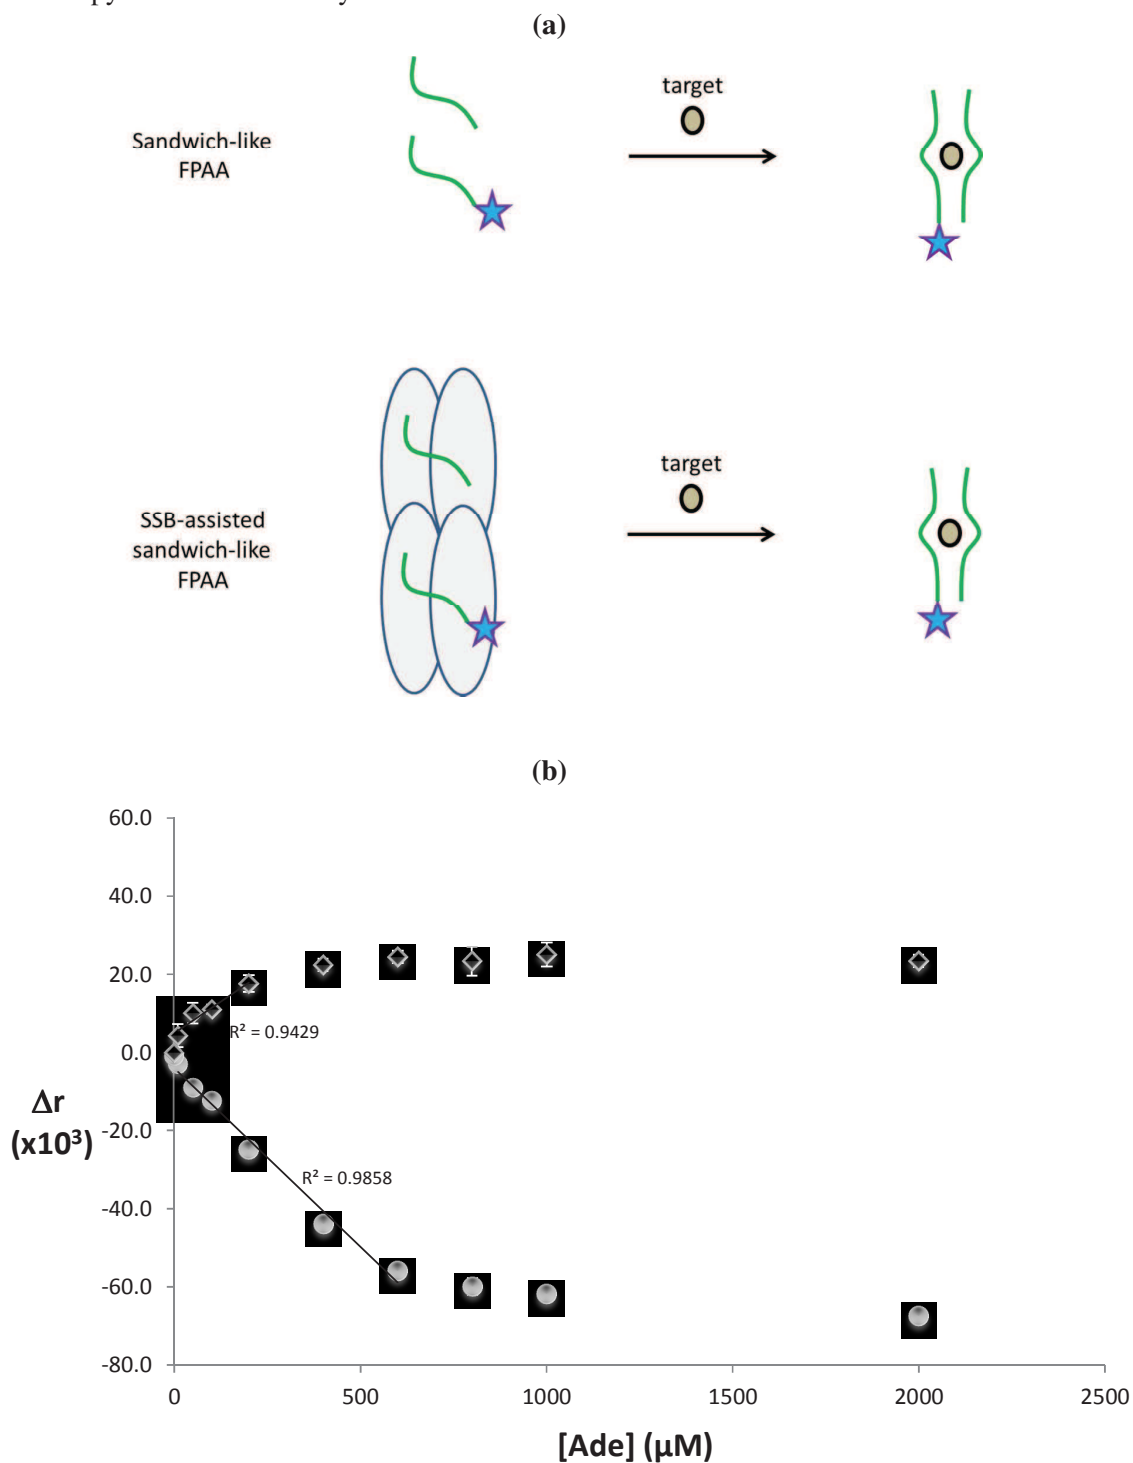 (a)
target
Sandwich-like
FPAA
target
SSB-assisted
sandwich-like
FPAA
(b)
60.0
40.0
20.0
0.0
-20.0
-40.0
-60.0
-80.0
Δr
(x10³)
R² = 0.9429
R² = 0.9858
0 500 1000 1500 2000 2500
[Ade] (µM)